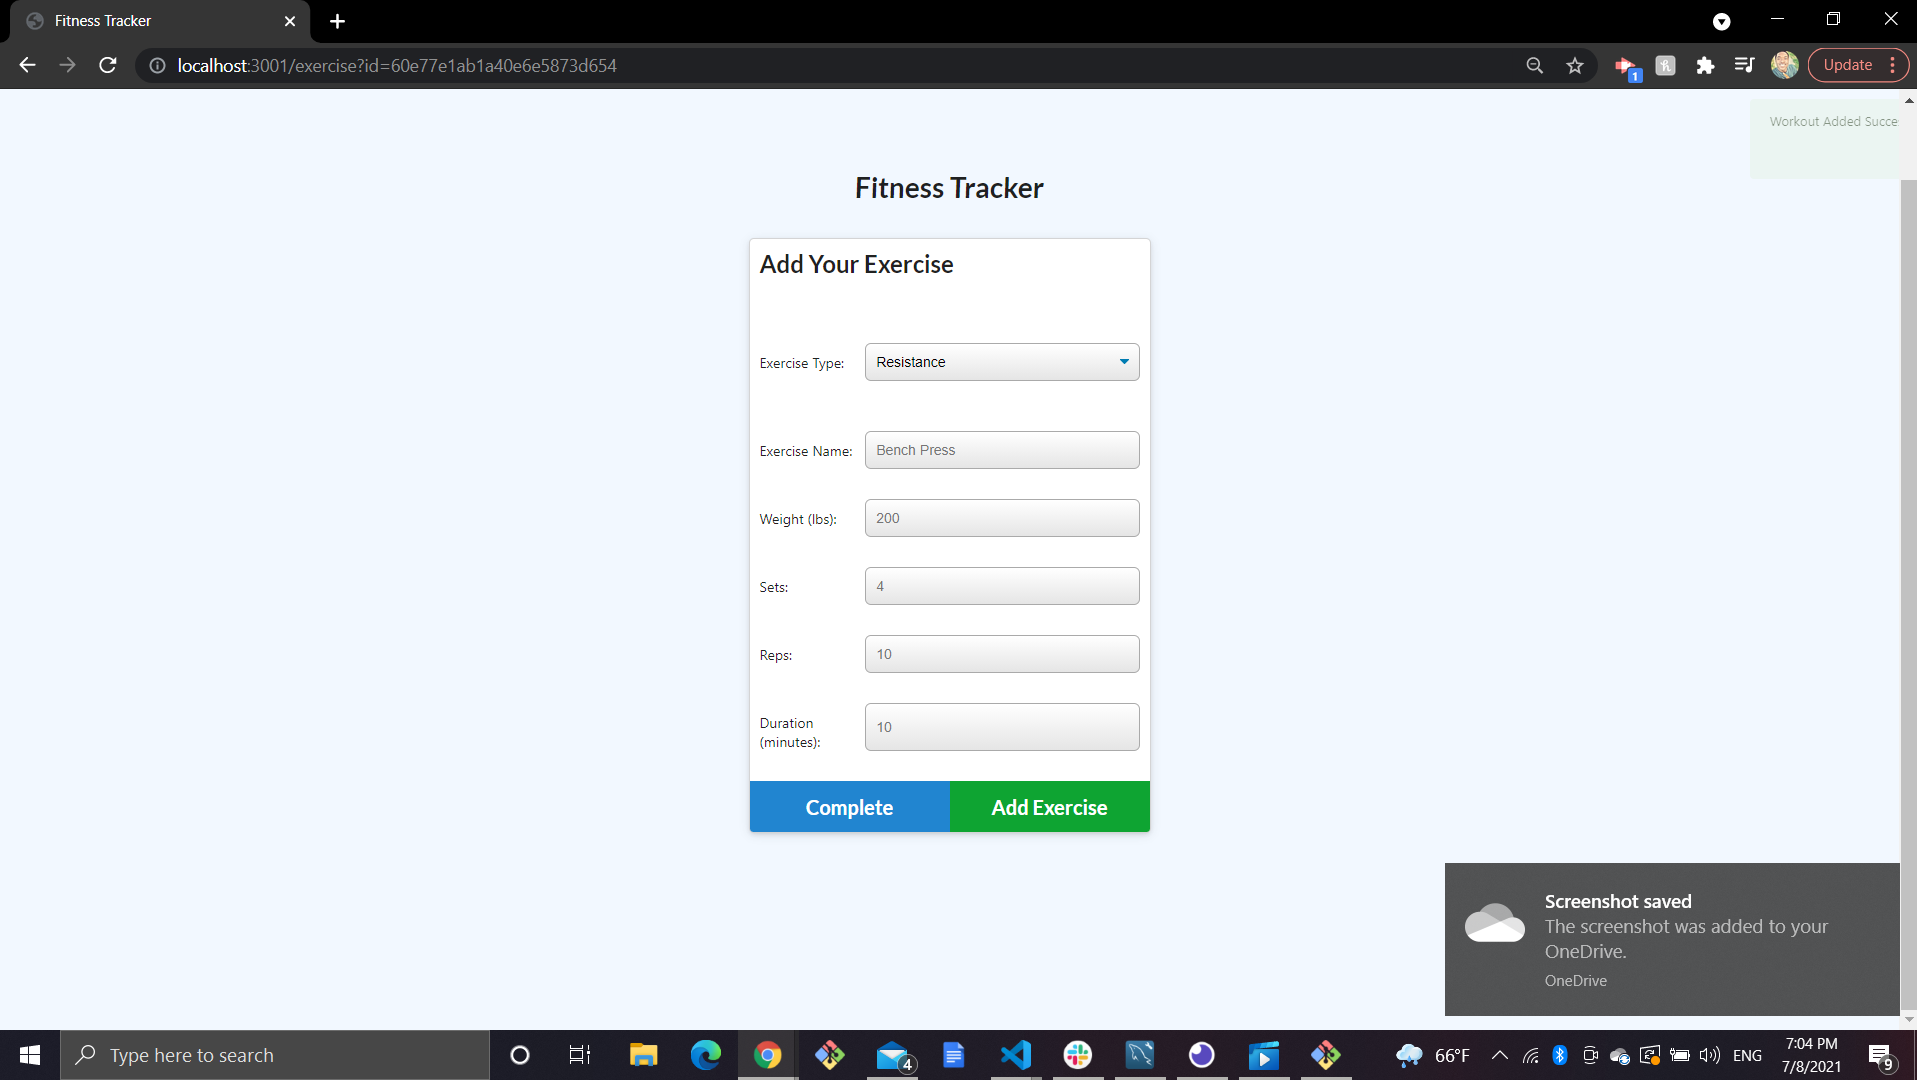 Fitness Tracker
localhost:3001/exercise?id=60e77e1ab1a40e6e5873d654
1
Update
Workout Added Succe
Fitness Tracker
Add Your Exercise
Exercise Type:
Resistance
Exercise Name:
Bench Press
Weight (lbs):
200
Sets:
4
Reps:
10
Duration
(minutes):
10
Complete
Add Exercise
Screenshot saved
The screenshot was added to your
OneDrive.
OneDrive
Type here to search
4
66°F
ENG
7:04 PM
7/8/2021
9